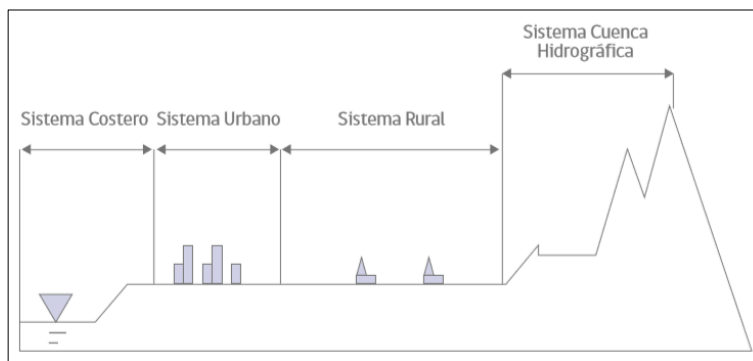 Sistema Cuenca
Hidrográfica
Sistema Costero
Sistema Urbano
Sistema Rural